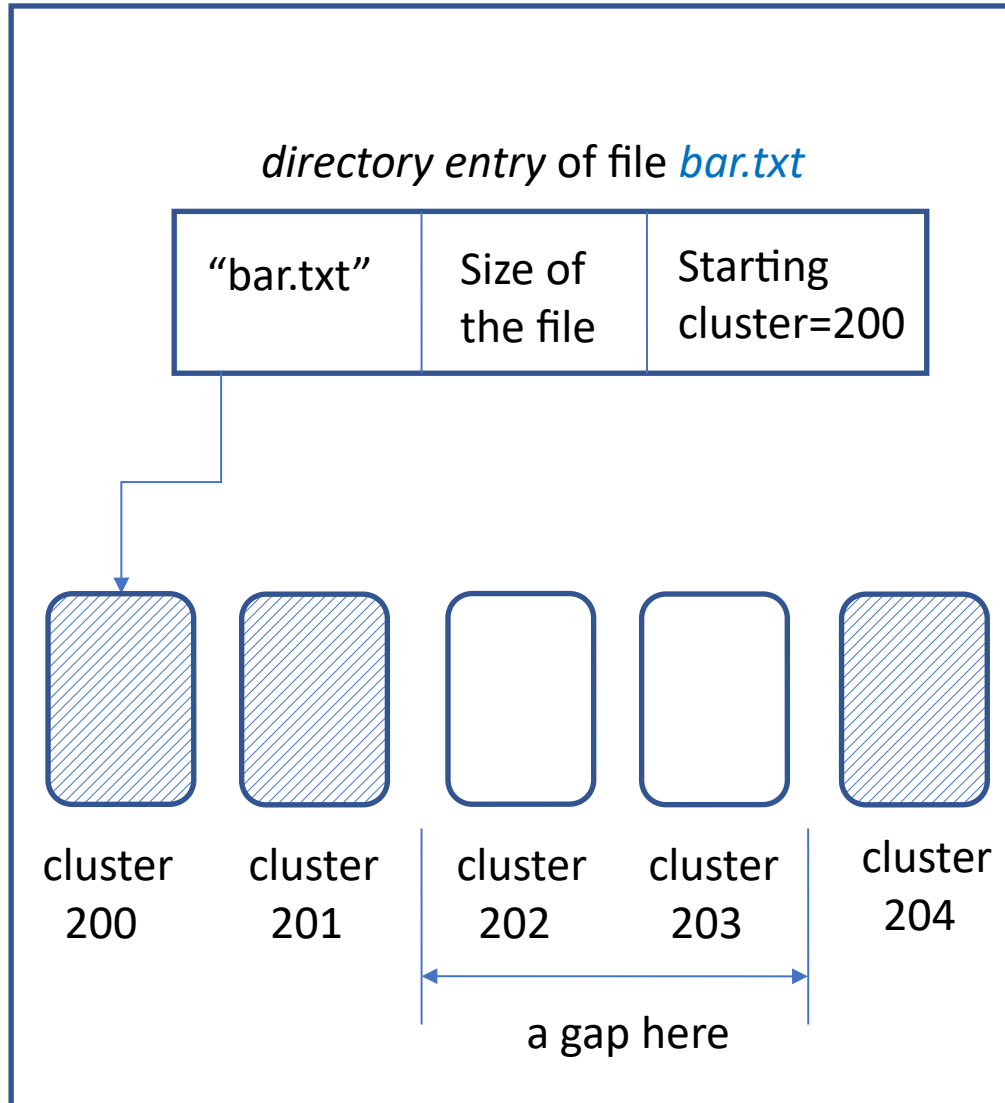 directory entry of file bar.txt
“bar.txt”
Size of
the file
Starting
cluster=200
cluster
200
cluster
201
cluster
202
cluster
203
cluster
204
a gap here